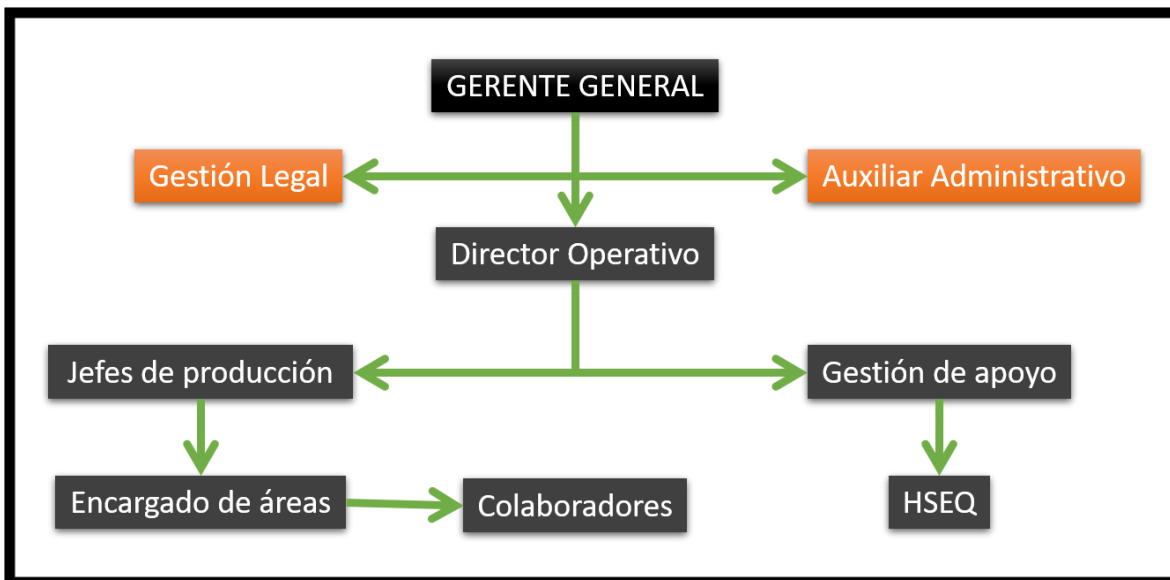 GERENTE GENERAL
Gestión Legal
Auxiliar Administrativo
Director Operativo
Jefes de producción
Gestión de apoyo
Encargado de áreas
Colaboradores
HSEQ